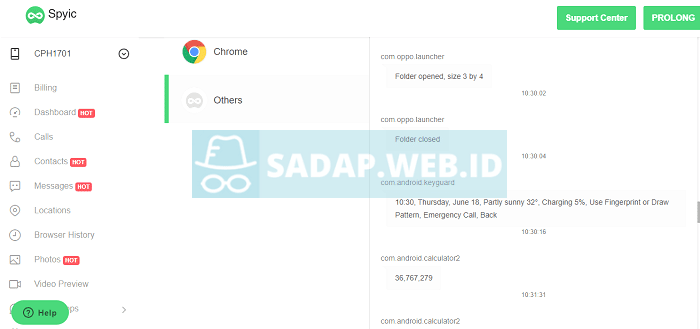 Spyic
Support Center
PROLONG
CPH1701
Billing
Dashboard HOT
Calls
Contacts HOT
Messages HOT
Locations
Browser History
Photos HOT
Video Preview
ps
Help
Chrome
Others
com.oppo.launcher
Folder opened, size 3 by 4
10:30:02
com.oppo.launcher
Folder closed
10:30:04
com.android.keyguard
10:30, Thursday, June 18, Partly sunny 32°, Charging 5%, Use Fingerprint or Draw
Pattern, Emergency Call, Back
10:30:16
com.android.calculator2
36,767,279
10:31:31
com.android.calculator2
SADAP.WEB.ID